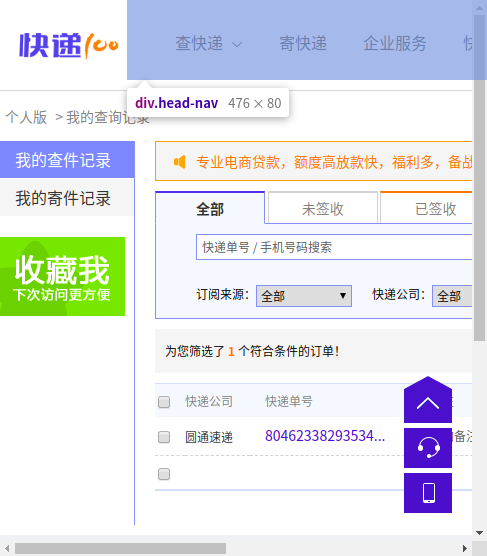 快递100
查快递 寄快递 企业服务 快
div.head-nav 476 × 80
个人版 > 我的查询记录
我的查件记录
我的寄件记录
收藏我
下次访问更方便
专业电商贷款，额度高放款快，福利多，备战
全部 未签收 已签收
快递单号 / 手机号码搜索
订阅来源： 全部 快递公司： 全部
为您筛选了 1 个符合条件的订单！
快递公司 快递单号
圆通速递 80462338293534... 备注